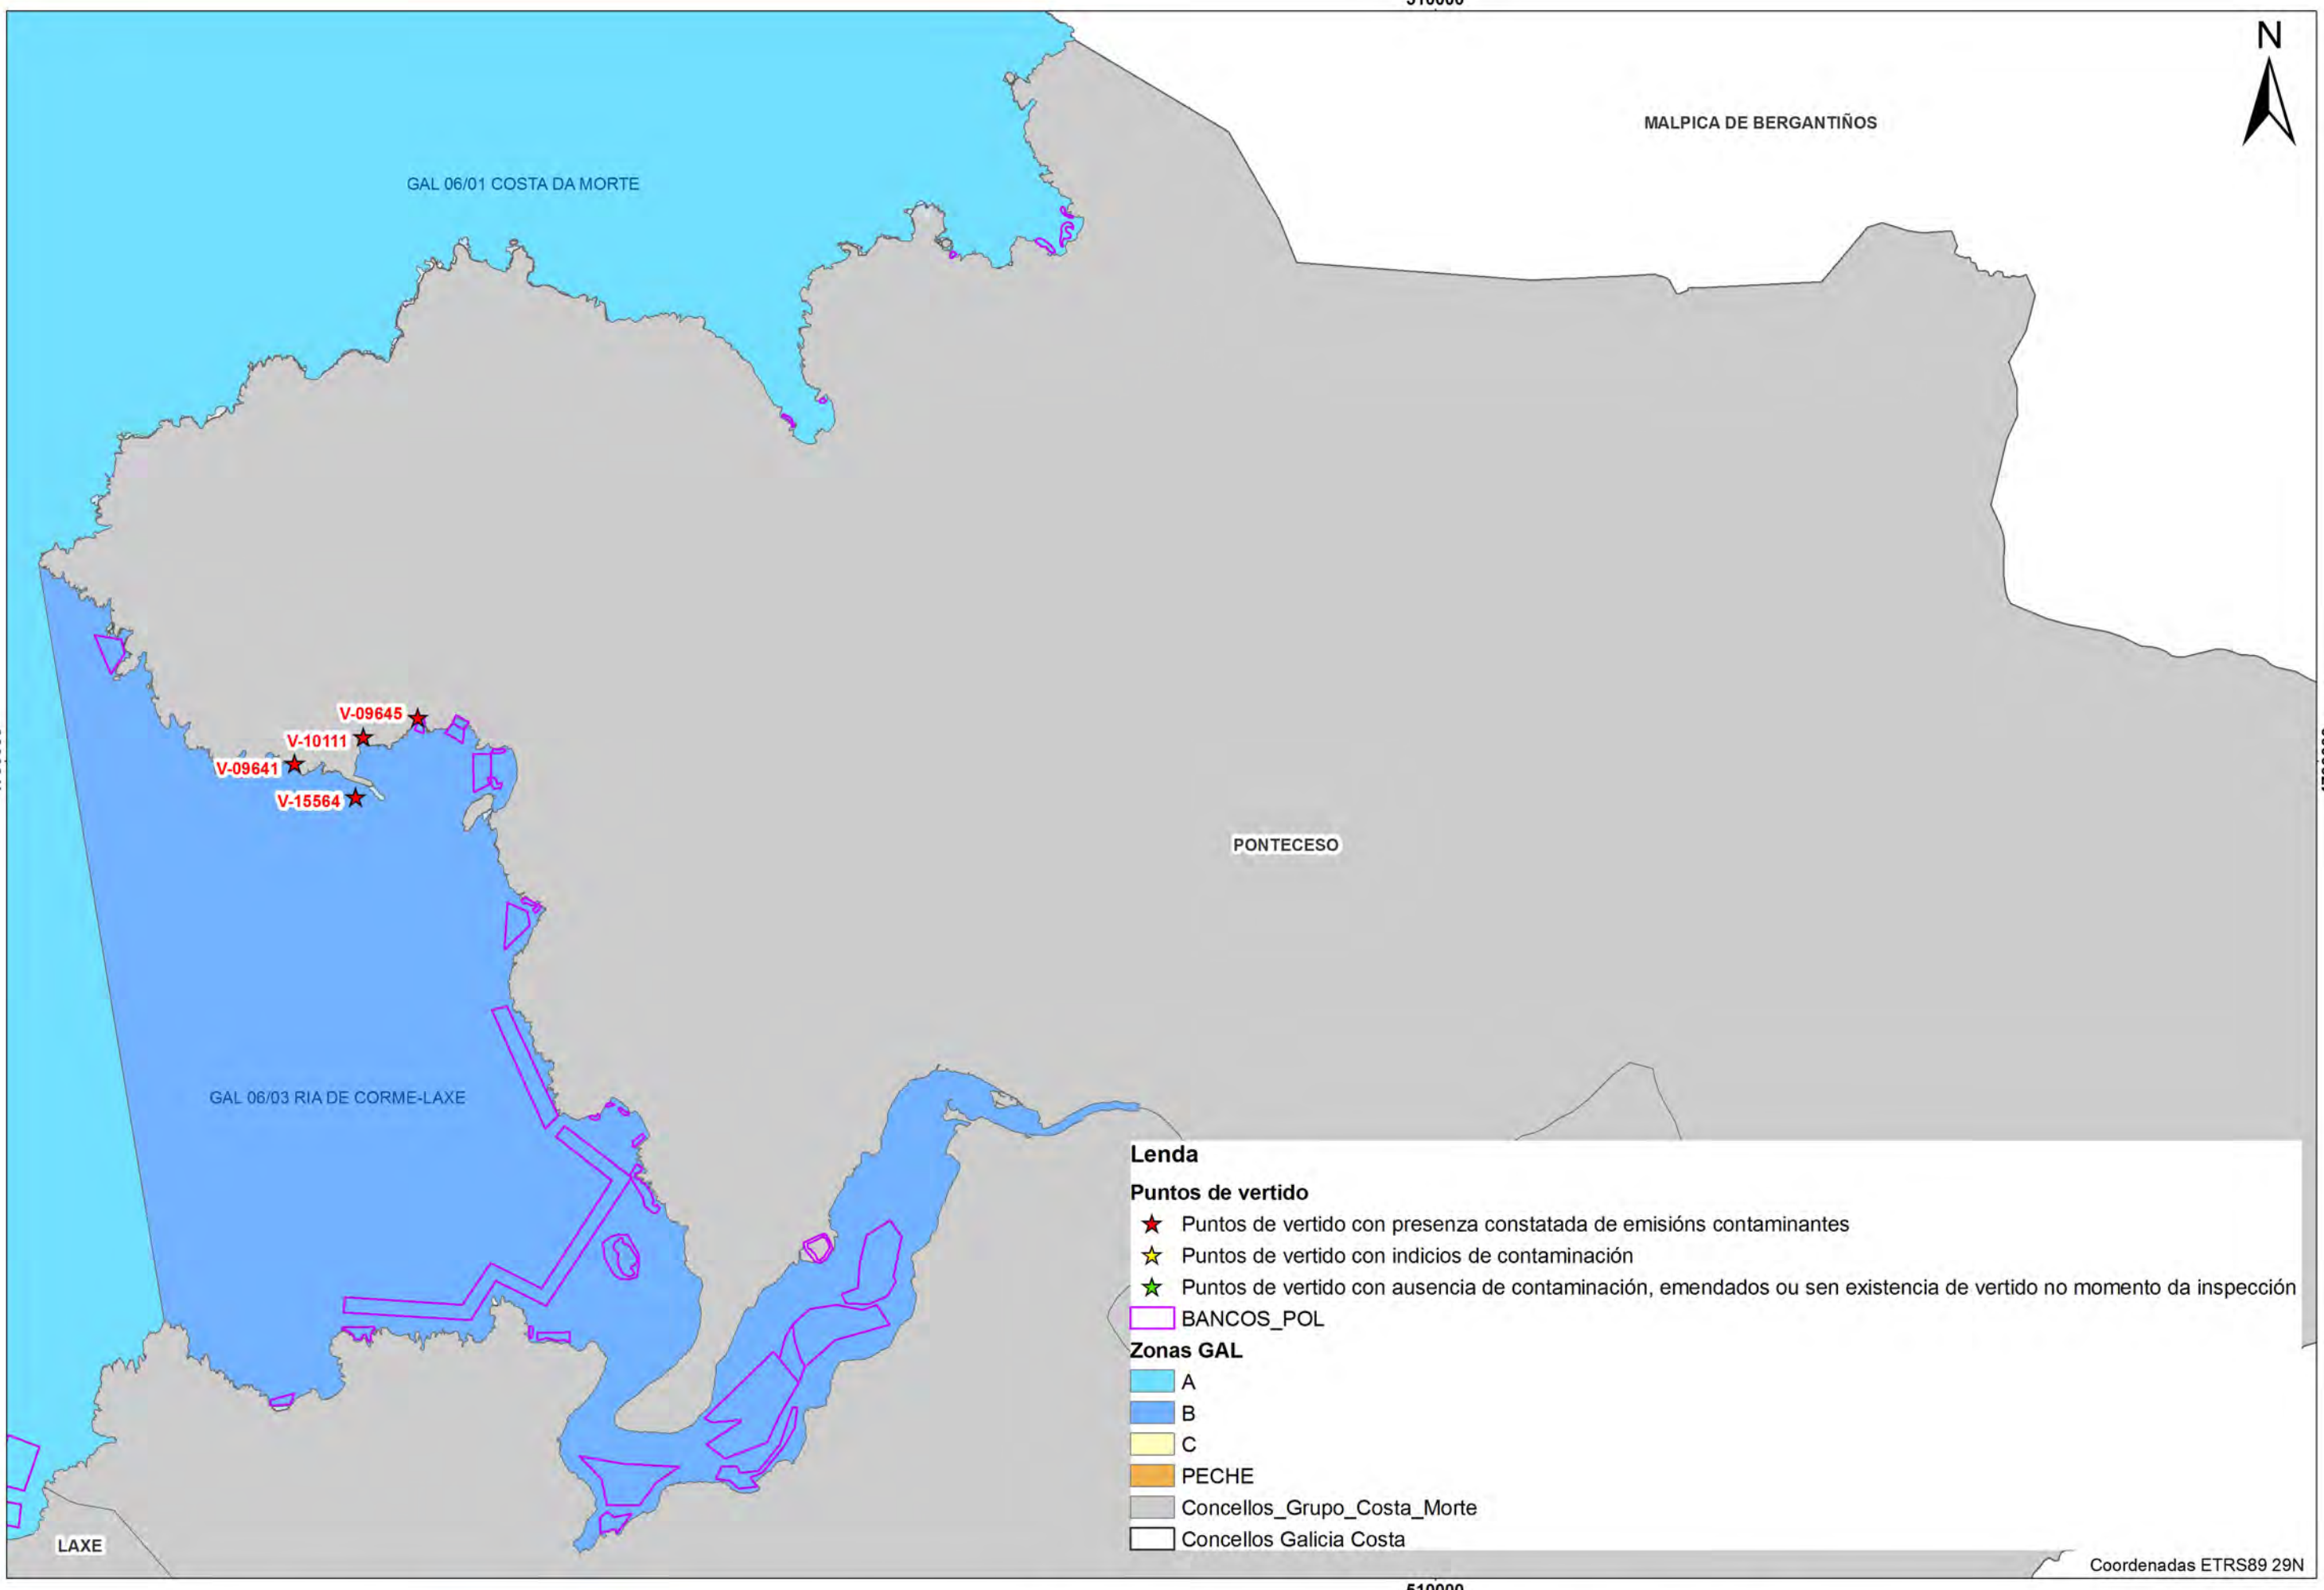 N
MALPICA DE BERGANTIÑOS
GAL 06/01 COSTA DA MORTE
V-09645
V-10111
V-09641
V-15564
PONTECESO
GAL 06/03 RIA DE CORME-LAXE
Lenda
Puntos de vertido
Puntos de vertido con presenza constatada de emisións contaminantes
Puntos de vertido con indicios de contaminación
Puntos de vertido con ausencia de contaminación, emendados ou sen existencia de vertido no momento da inspección
BANCOS_POL
Zonas GAL
A
B
C
PECHE
Concellos_Grupo_Costa_Morte
Concellos Galicia Costa
LAXE
Coordenadas ETRS89 29N